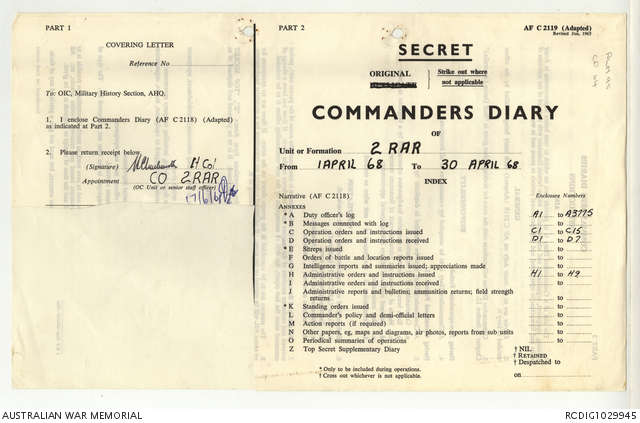 PART 1
COVERING LETTER
Reference No
To: OIC, Military History Section, AHQ.
1. I enclose Commanders Diary (AF C 2118) (Adapted)
as indicated at Part 2.
2. Please return receipt below.
(Signature) Lt Col
Appointment CO 2RAR
(OC Unit or senior staff officer)
PART 2
AF C 2119 (Adapted)
Revised Jun, 1965
SECRET
ORIGINAL
Strike out where
not applicable
COMMANDERS DIARY
OF
Unit or Formation 2 RAR
From 1 APRIL 68 To 30 APRIL 68
INDEX
Narrative (AF C 2118) Enclosure Numbers
ANNEXES
* A Duty officer's log A1 to A3775
* B Messages connected with log to
C Operation orders and instructions issued C1 to C15
D Operation orders and instructions received D1 to D7
* E Sitreps issued to
F Orders of battle and location reports issued to
G Intelligence reports and summaries issued; appreciations made to
H Administrative orders and instructions issued H1 to H9
I Administrative orders and instructions received to
J Administrative reports and bulletins; ammunition returns; field strength
returns to
* K Standing orders issued to
L Commander's policy and demi-official letters to
M Action reports (if required) to
N Other papers, eg, maps and diagrams, air photos, reports from sub units to
O Periodical summaries of operations to
Z Top Secret Supplementary Diary † NIL
† RETAINED
† Despatched to
on
* Only to be included during operations.
† Cross out whichever is not applicable.
AUSTRALIAN WAR MEMORIAL
RCDIG1029945